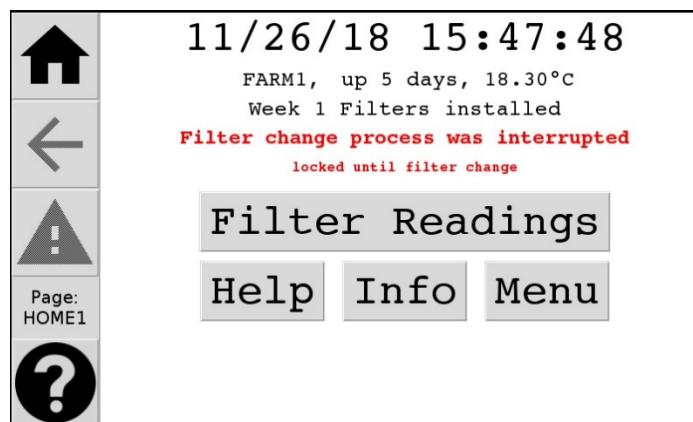 11/26/18 15:47:48
FARM1, up 5 days, 18.30°C
Week 1 Filters installed
Filter change process was interrupted
locked until filter change
Filter Readings
Help Info Menu
Page:
HOME1